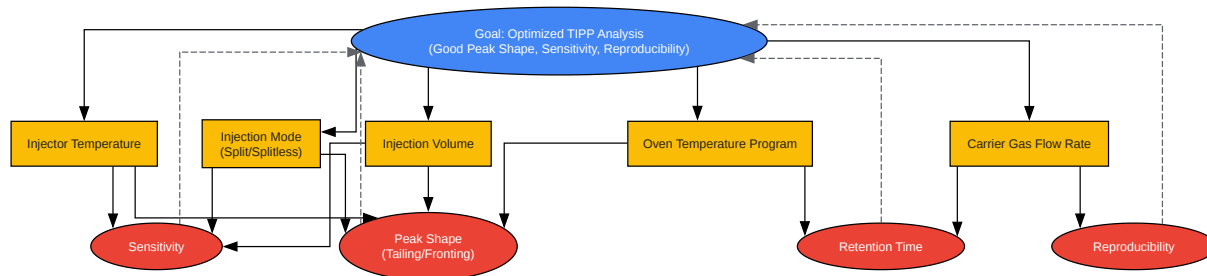 Goal: Optimized TIPP Analysis
(Good Peak Shape, Sensitivity, Reproducibility)
Injector Temperature
Injection Mode
(Split/Splitless)
Injection Volume
Oven Temperature Program
Carrier Gas Flow Rate
Sensitivity
Peak Shape
(Tailing/Fronting)
Retention Time
Reproducibility